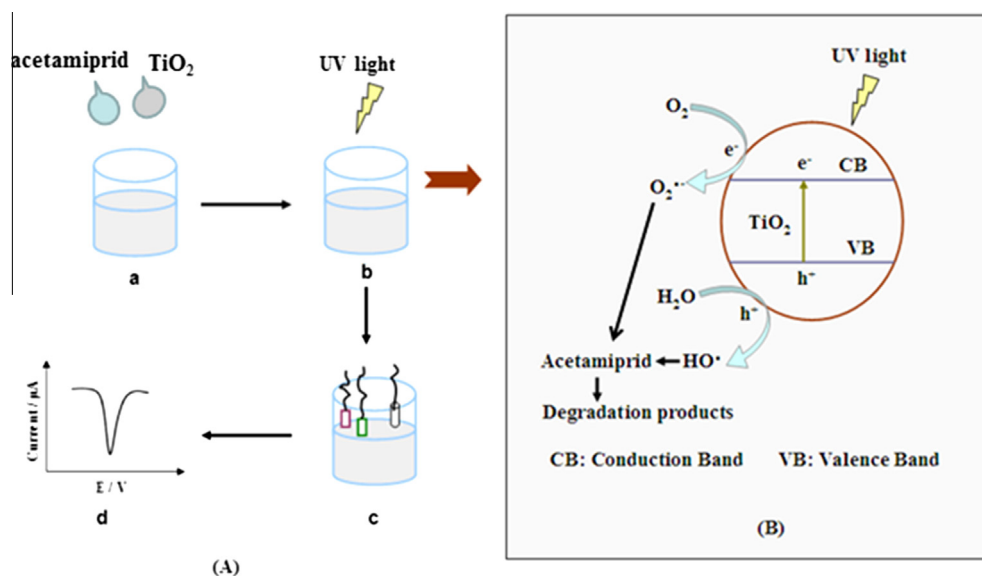 acetamiprid TiO₂
UV light
a
b
Current / µA
E / V
d
c
(A)
UV light
O₂
e⁻
e⁻ CB
O₂•⁻
TiO₂
VB
h⁺
H₂O
h⁺
Acetamiprid HO•
Degradation products
CB: Conduction Band VB: Valence Band
(B)